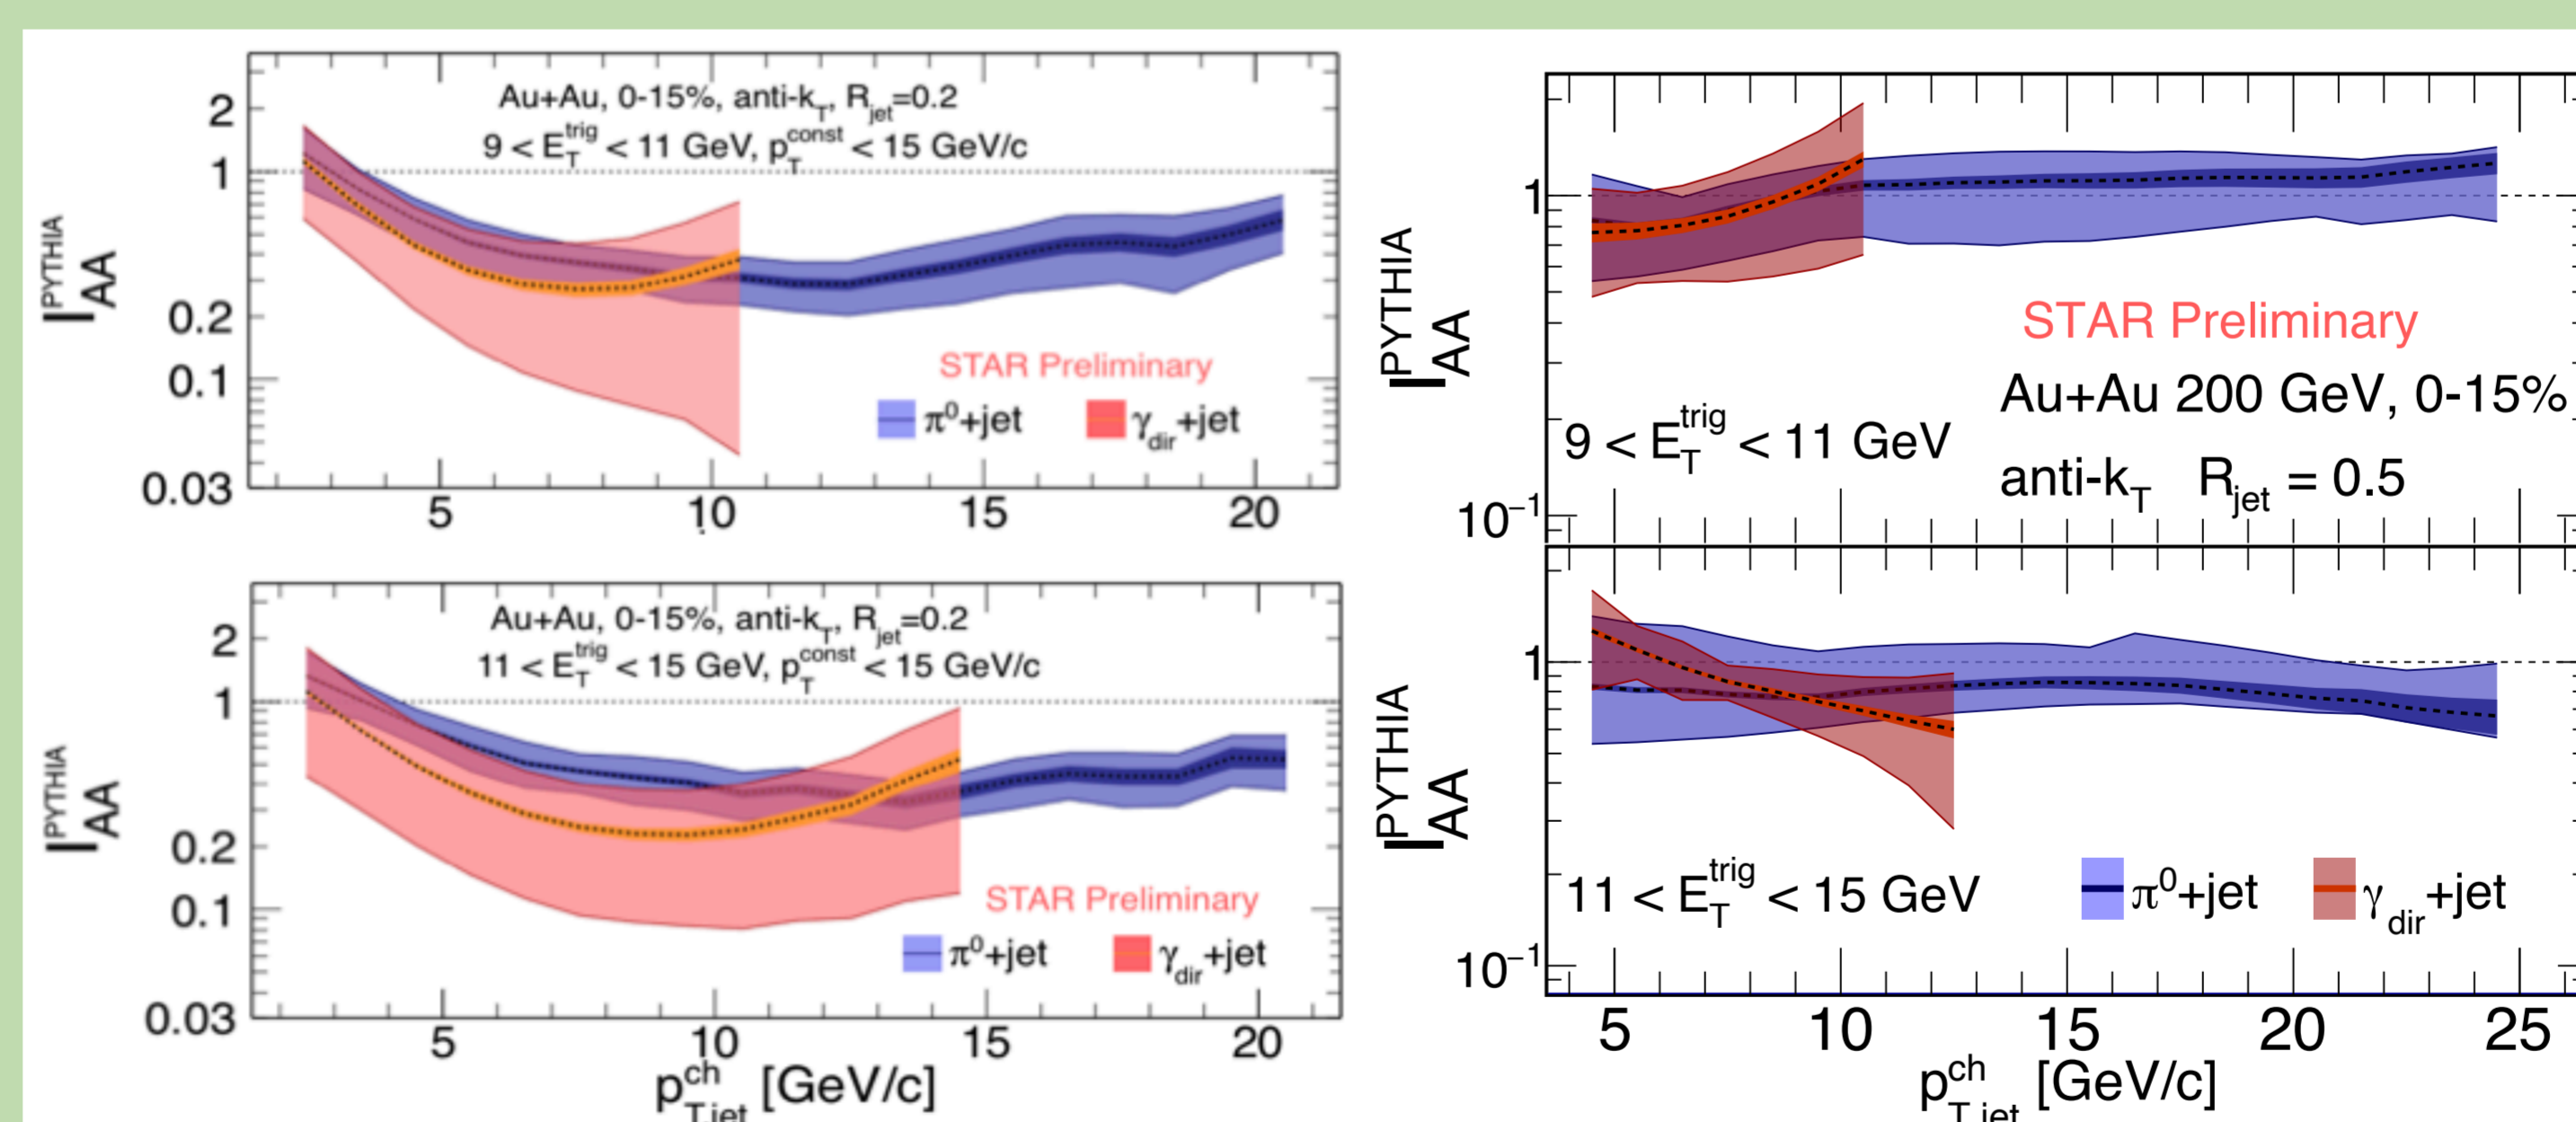 Au+Au, 0-15%, anti-k_T, R_jet=0.2
9 < E_T^trig < 11 GeV, p_T^const < 15 GeV/c
2
1
0.2
0.1
0.03
I_AA^PYTHIA
STAR Preliminary
π⁰+jet γ_dir+jet
5 10 15 20
Au+Au, 0-15%, anti-k_T, R_jet=0.2
11 < E_T^trig < 15 GeV, p_T^const < 15 GeV/c
2
1
0.2
0.1
0.03
I_AA^PYTHIA
STAR Preliminary
π⁰+jet γ_dir+jet
5 10 15 20
p_T,jet^ch [GeV/c]
1
10⁻¹
I_AA^PYTHIA
STAR Preliminary
Au+Au 200 GeV, 0-15%
9 < E_T^trig < 11 GeV
anti-k_T R_jet = 0.5
1
10⁻¹
I_AA^PYTHIA
11 < E_T^trig < 15 GeV
π⁰+jet γ_dir+jet
5 10 15 20 25
p_T,jet^ch [GeV/c]